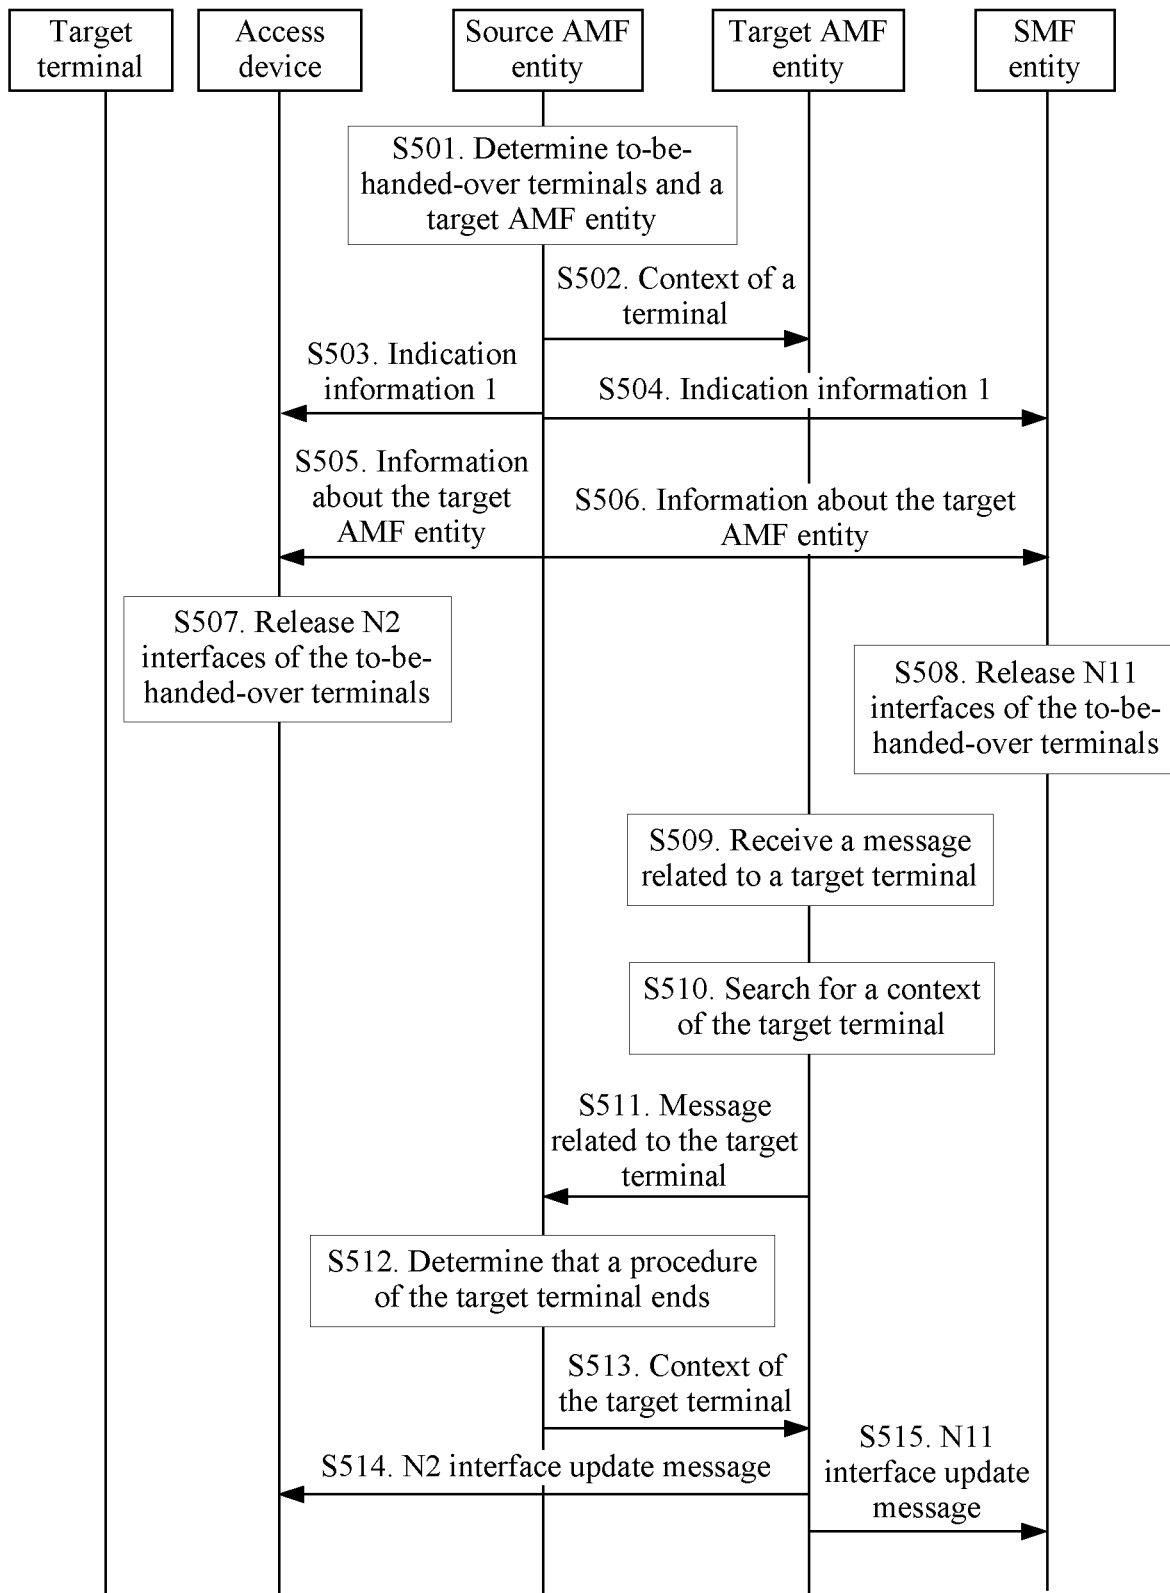 Target
terminal
Access
device
Source AMF
entity
Target AMF
entity
SMF
entity
S501. Determine to-be-
handed-over terminals and a
target AMF entity
S502. Context of a
terminal
S503. Indication
information 1
S504. Indication information 1
S505. Information
about the target
AMF entity
S506. Information about the target
AMF entity
S507. Release N2
interfaces of the to-be-
handed-over terminals
S508. Release N11
interfaces of the to-be-
handed-over terminals
S509. Receive a message
related to a target terminal
S510. Search for a context
of the target terminal
S511. Message
related to the target
terminal
S512. Determine that a procedure
of the target terminal ends
S513. Context of
the target terminal
S514. N2 interface update message
S515. N11
interface update
message